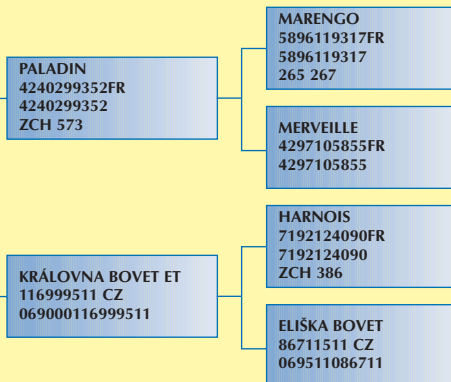 MARENGO
5896119317FR
5896119317
265 267
PALADIN
4240299352FR
4240299352
ZCH 573
MERVEILLE
4297105855FR
4297105855
HARNOIS
7192124090FR
7192124090
ZCH 386
KRÁLOVNA BOVET ET
116999511 CZ
069000116999511
ELIŠKA BOVET
86711511 CZ
069511086711